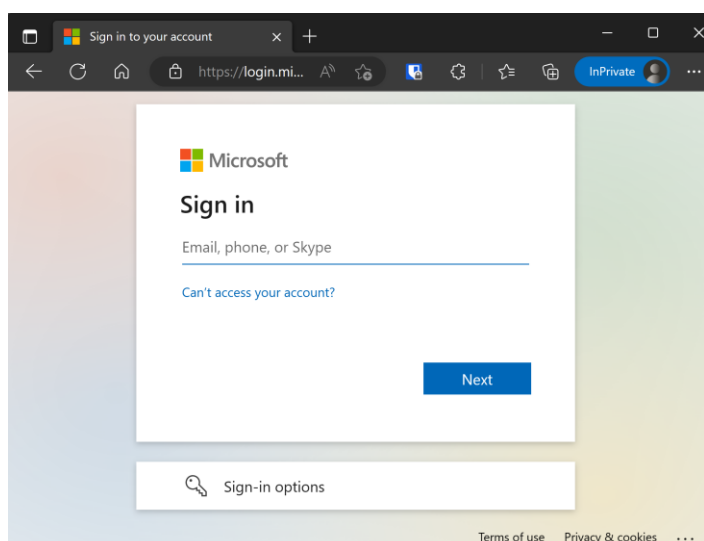 Sign in to your account
https://login.mi...
InPrivate
Microsoft
Sign in
Email, phone, or Skype
Can't access your account?
Next
Sign-in options
Terms of use Privacy & cookies ...